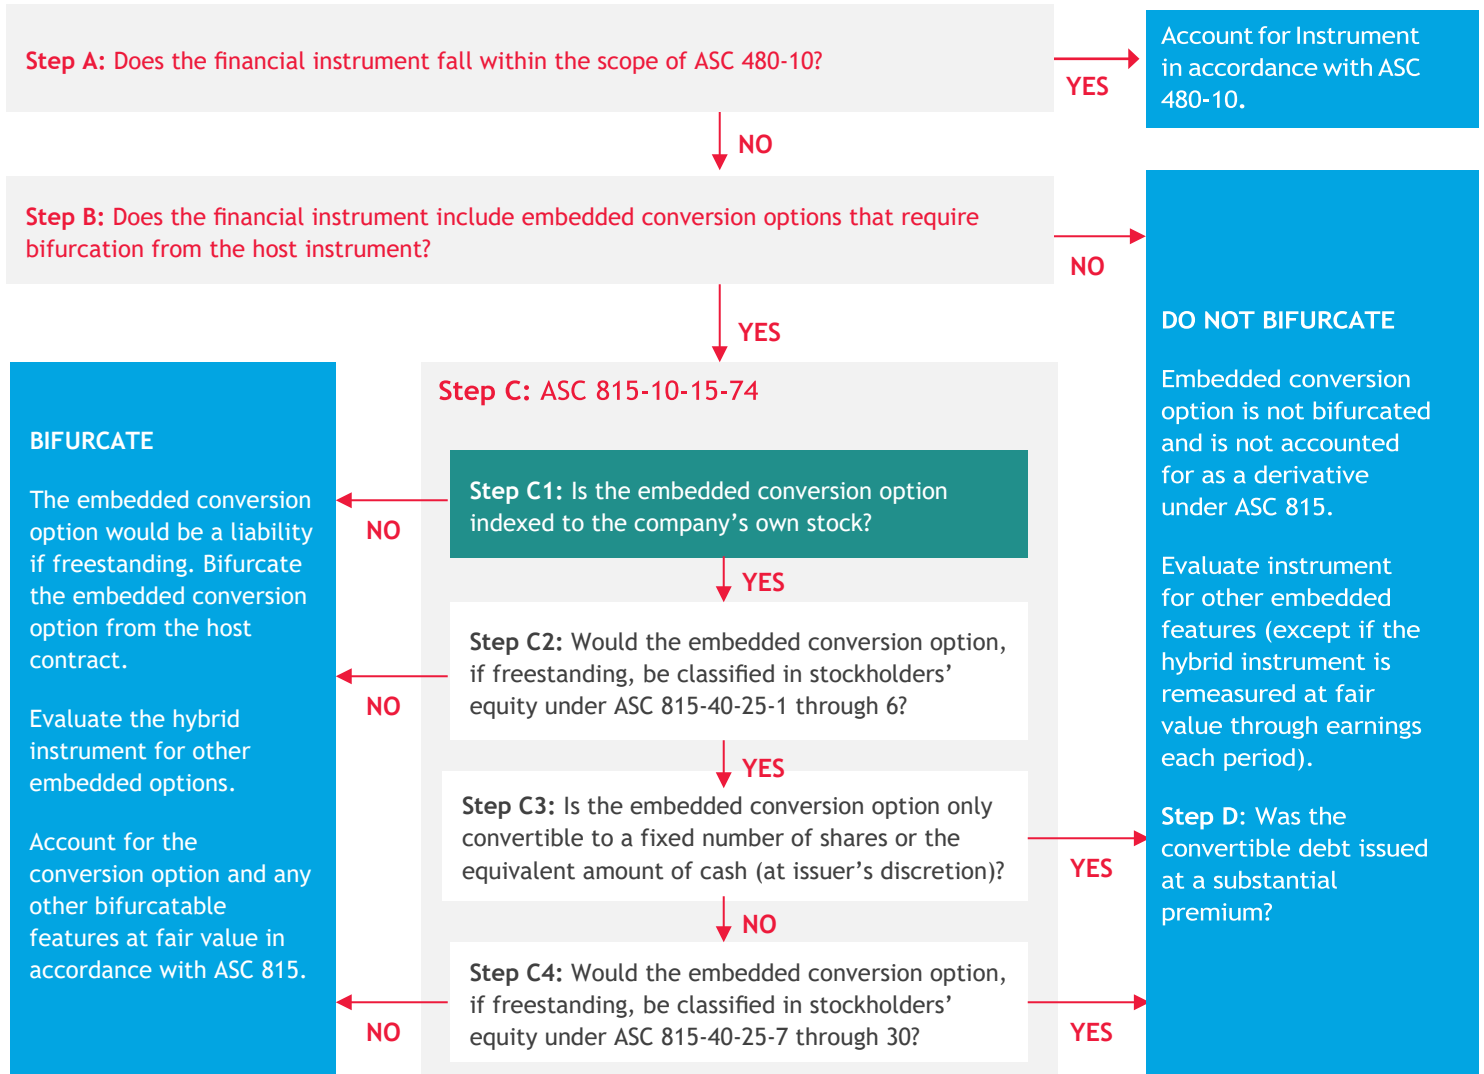 Step A: Does the financial instrument fall within the scope of ASC 480-10?
YES
Account for Instrument
in accordance with ASC
480-10.
NO
Step B: Does the financial instrument include embedded conversion options that require
bifurcation from the host instrument?
NO
YES
DO NOT BIFURCATE
Embedded conversion
option is not bifurcated
and is not accounted
for as a derivative
under ASC 815.
Evaluate instrument
for other embedded
features (except if the
hybrid instrument is
remeasured at fair
value through earnings
each period).
Step D: Was the
convertible debt issued
at a substantial
premium?
BIFURCATE
The embedded conversion
option would be a liability
if freestanding. Bifurcate
the embedded conversion
option from the host
contract.
Evaluate the hybrid
instrument for other
embedded options.
Account for the
conversion option and any
other bifurcatable
features at fair value in
accordance with ASC 815.
Step C: ASC 815-10-15-74
Step C1: Is the embedded conversion option
indexed to the company’s own stock?
NO
YES
Step C2: Would the embedded conversion option,
if freestanding, be classified in stockholders’
equity under ASC 815-40-25-1 through 6?
NO
YES
Step C3: Is the embedded conversion option only
convertible to a fixed number of shares or the
equivalent amount of cash (at issuer’s discretion)?
YES
NO
Step C4: Would the embedded conversion option,
if freestanding, be classified in stockholders’
equity under ASC 815-40-25-7 through 30?
NO
YES